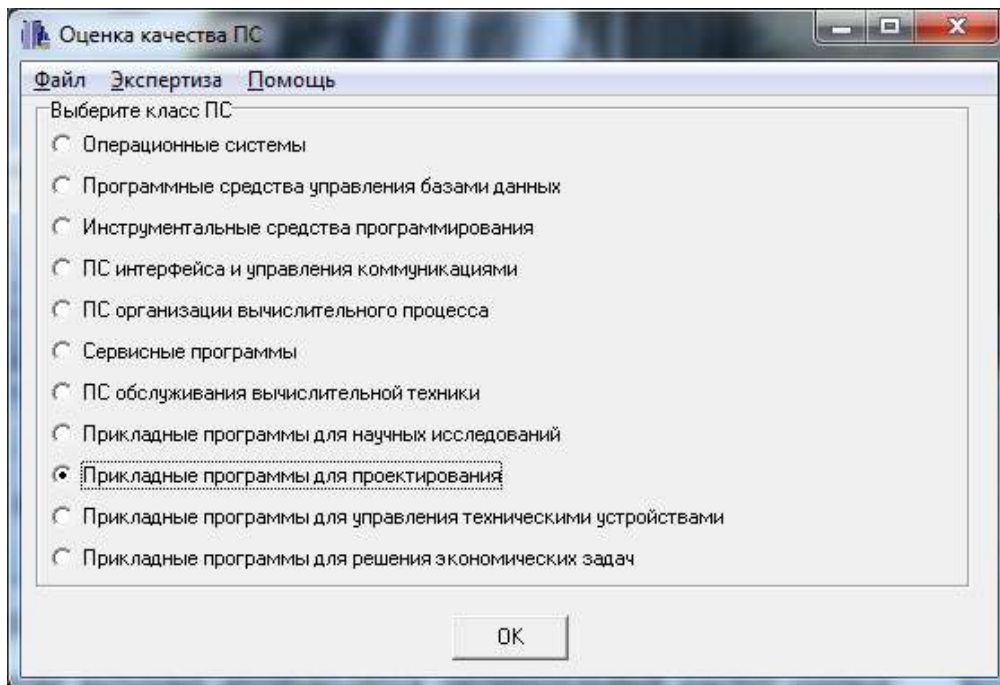 Оценка качества ПС
Файл Экспертиза Помощь
Выберите класс ПС
Операционные системы
Программные средства управления базами данных
Инструментальные средства программирования
ПС интерфейса и управления коммуникациями
ПС организации вычислительного процесса
Сервисные программы
ПС обслуживания вычислительной техники
Прикладные программы для научных исследований
Прикладные программы для проектирования
Прикладные программы для управления техническими устройствами
Прикладные программы для решения экономических задач
OK